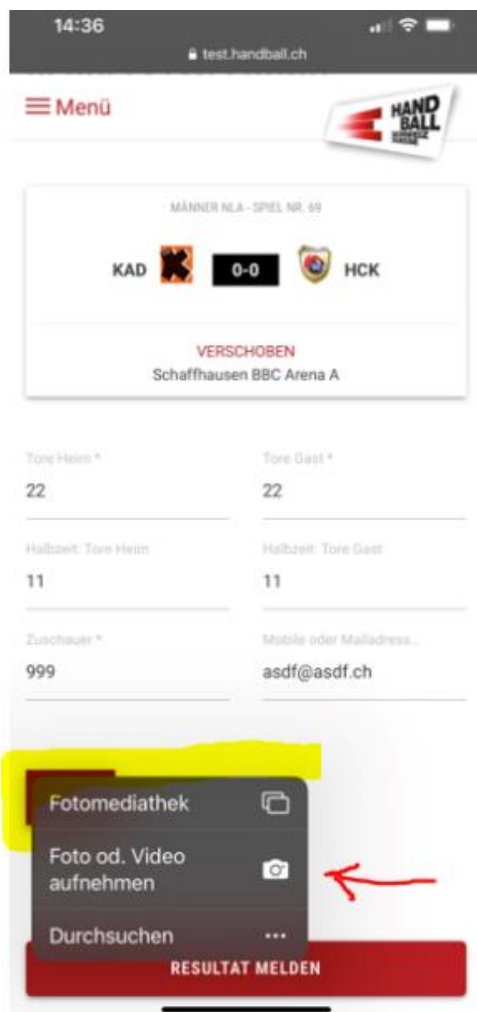 14:36
test.handball.ch
Menü
HAND
BALL
MÄNNER NLA - SPIEL NR. 69
KAD 0-0 HCK
VERSCHOBEN
Schaffhausen BBC Arena A
Tore Heim * Tore Gast *
22 22
Halbzeit: Tore Heim Halbzeit: Tore Gast
11 11
Zuschauer * Mobile oder Mailadress...
999 asdf@asdf.ch
Fotomediathek
Foto od. Video
aufnehmen
Durchsuchen
RESULTAT MELDEN